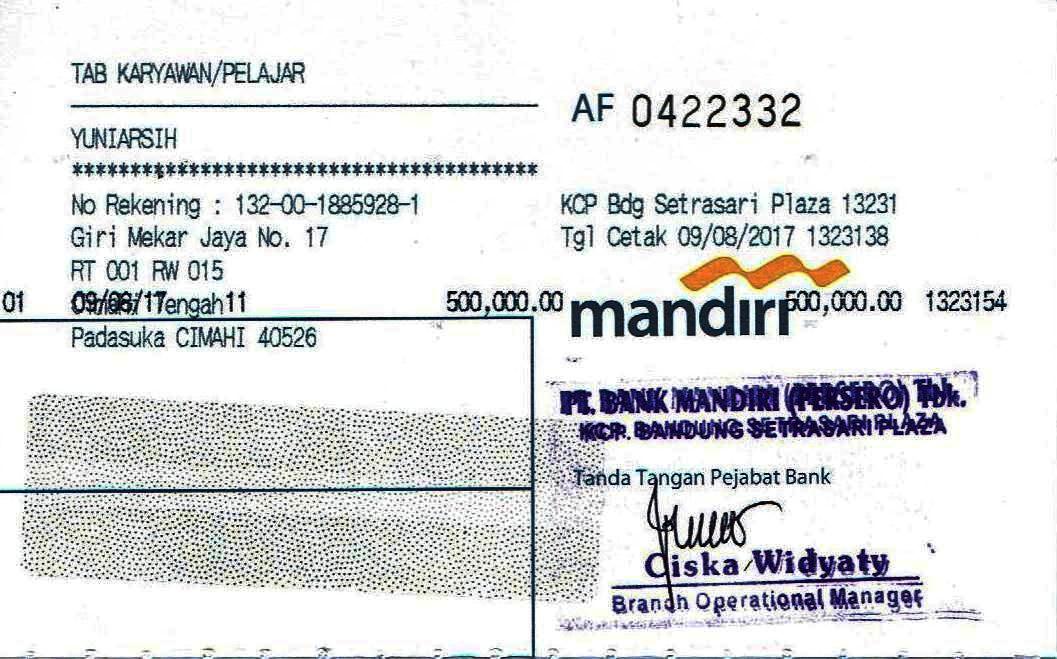 TAB KARYAWAN/PELAJAR
AF 0422332
YUNIARSIH
****************************************
No Rekening : 132-00-1885928-1
KCP Bdg Setrasari Plaza 13231
Giri Mekar Jaya No. 17
Tgl Cetak 09/08/2017 1323138
RT 001 RW 015
mandiri
01 09/08/17 Tengah 11 500,000.00 500,000.00 1323154
Padasuka CIMAHI 40526
PT. BANK MANDIRI (PERSERO) Tbk.
KCP. BANDUNG SETRASARI PLAZA
Tanda Tangan Pejabat Bank
Ciska Widyaty
Branch Operational Manager